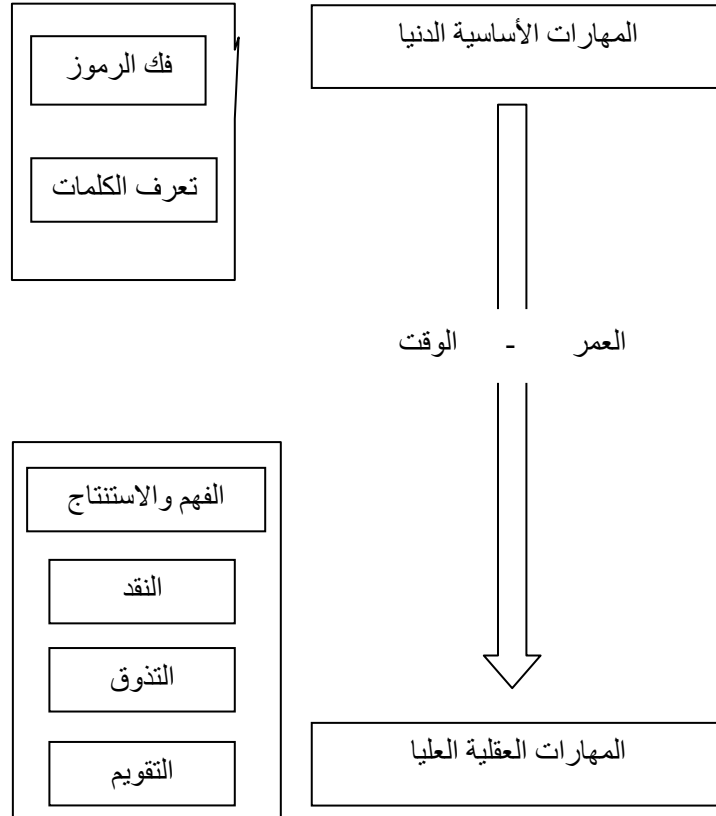 المهارات الأساسية الدنيا
فك الرموز
تعرف الكلمات
العمر - الوقت
الفهم والاستنتاج
النقد
التذوق
التقويم
المهارات العقلية العليا